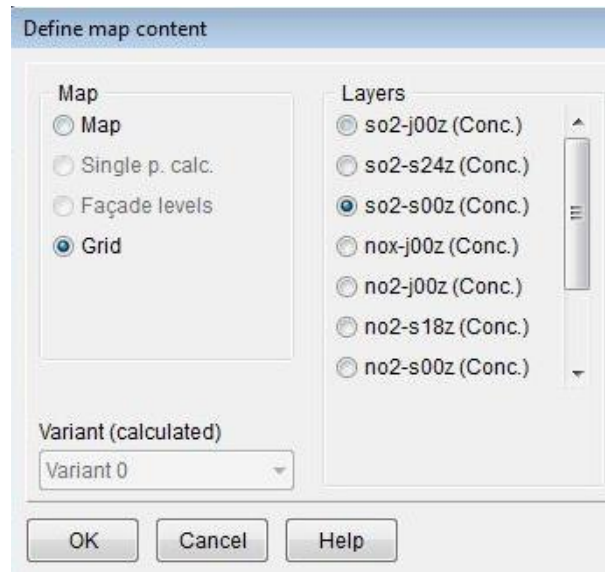 Define map content
Map
Map
Single p. calc.
Façade levels
Grid
Layers
so2-j00z (Conc.)
so2-s24z (Conc.)
so2-s00z (Conc.)
nox-j00z (Conc.)
no2-j00z (Conc.)
no2-s18z (Conc.)
no2-s00z (Conc.)
Variant (calculated)
Variant 0
OK Cancel Help